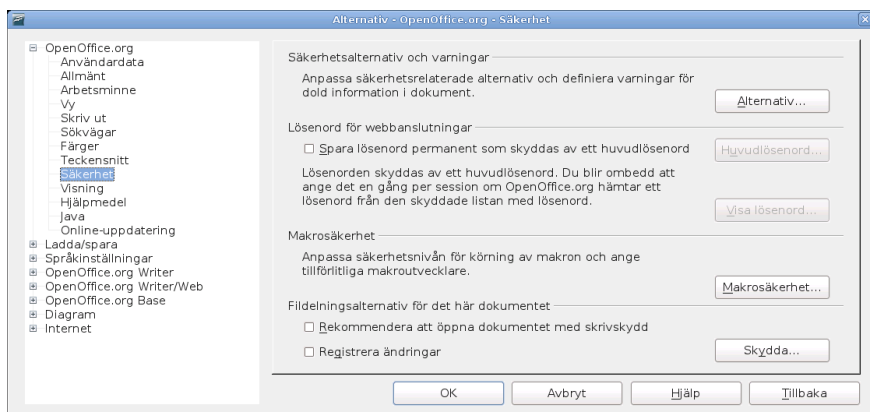 Alternativ - OpenOffice.org - Säkerhet
OpenOffice.org
Användardata
Allmänt
Arbetsminne
Vy
Skriv ut
Sökvägar
Färger
Teckensnitt
Säkerhet
Visning
Hjälpmedel
Java
Online-uppdatering
Ladda/spara
Språkinställningar
OpenOffice.org Writer
OpenOffice.org Writer/Web
OpenOffice.org Base
Diagram
Internet
Säkerhetsalternativ och varningar
Anpassa säkerhetsrelaterade alternativ och definiera varningar för
dold information i dokument.
Alternativ...
Lösenord för webbanslutningar
Spara lösenord permanent som skyddas av ett huvudlösenord
Huvudlösenord...
Lösenorden skyddas av ett huvudlösenord. Du blir ombedd att
ange det en gång per session om OpenOffice.org hämtar ett
lösenord från den skyddade listan med lösenord.
Visa lösenord...
Makrosäkerhet
Anpassa säkerhetsnivån för körning av makron och ange
tillförlitliga makroutvecklare.
Makrosäkerhet...
Fildelningsalternativ för det här dokumentet
Rekommendera att öppna dokumentet med skrivskydd
Registrera ändringar
Skydda...
OK
Avbryt
Hjälp
Tillbaka